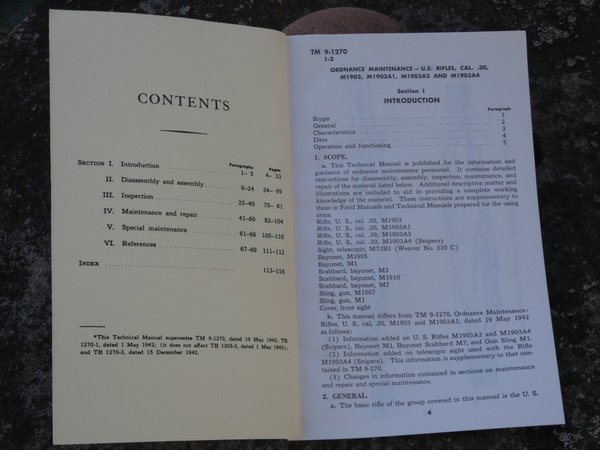 CONTENTS
Paragraphs Pages
SECTION I. Introduction 1– 5 4– 33
II. Disassembly and assembly 6–24 34– 69
III. Inspection 25–40 70– 81
IV. Maintenance and repair 41–60 82–104
V. Special maintenance 61–66 105–110
VI. References 67–69 111–112
INDEX 113–116
*This Technical Manual supersedes TM 9-1270, dated 19 May 1942; TB
1270-1, dated 1 May 1942; (it does not affect TB 1205-2, dated 1 May 1942);
and TB 1270-2, dated 15 December 1942.
TM 9-1270
1-2
ORDNANCE MAINTENANCE—U.S. RIFLES, CAL. .30,
M1903, M1903A1, M1903A3 AND M1903A4
Section I
INTRODUCTION
Paragraph
Scope 1
General 2
Characteristics 3
Data 4
Operation and functioning 5
1. SCOPE.
a. This Technical Manual is published for the information and
guidance of ordnance maintenance personnel. It contains detailed
instructions for disassembly, assembly, inspection, maintenance, and
repair of the materiel listed below. Additional descriptive matter and
illustrations are included to aid in providing a complete working
knowledge of the materiel. These instructions are supplementary to
those in Field Manuals and Technical Manuals prepared for the using
arms.
Rifle, U. S., cal. .30, M1903
Rifle, U. S., cal. .30, M1903A1
Rifle, U. S., cal. .30, M1903A3
Rifle, U. S., cal. .30, M1903A4 (Snipers)
Sight, telescopic, M73B1 (Weaver No. 330 C)
Bayonet, M1905
Bayonet, M1
Scabbard, bayonet, M3
Scabbard, bayonet, M1910
Scabbard, bayonet, M7
Sling, gun, M1907
Sling, gun, M1
Cover, front sight
b. This manual differs from TM 9-1270, Ordnance Maintenance:
Rifles, U. S., cal. .30, M1903 and M1903A1, dated 19 May 1942
as follows:
(1) Information added on U. S. Rifles M1903A3 and M1903A4
(Snipers), Bayonet M1, Bayonet Scabbard M7, and Gun Sling M1.
(2) Information added on telescopic sight used with the Rifle
M1903A4 (Snipers). This information is supplementary to that con-
tained in TM 9-270.
(3) Changes in information contained in sections on maintenance
and repair and special maintenance.
2. GENERAL.
a. The basic rifle of the group covered in this manual is the U. S.
4